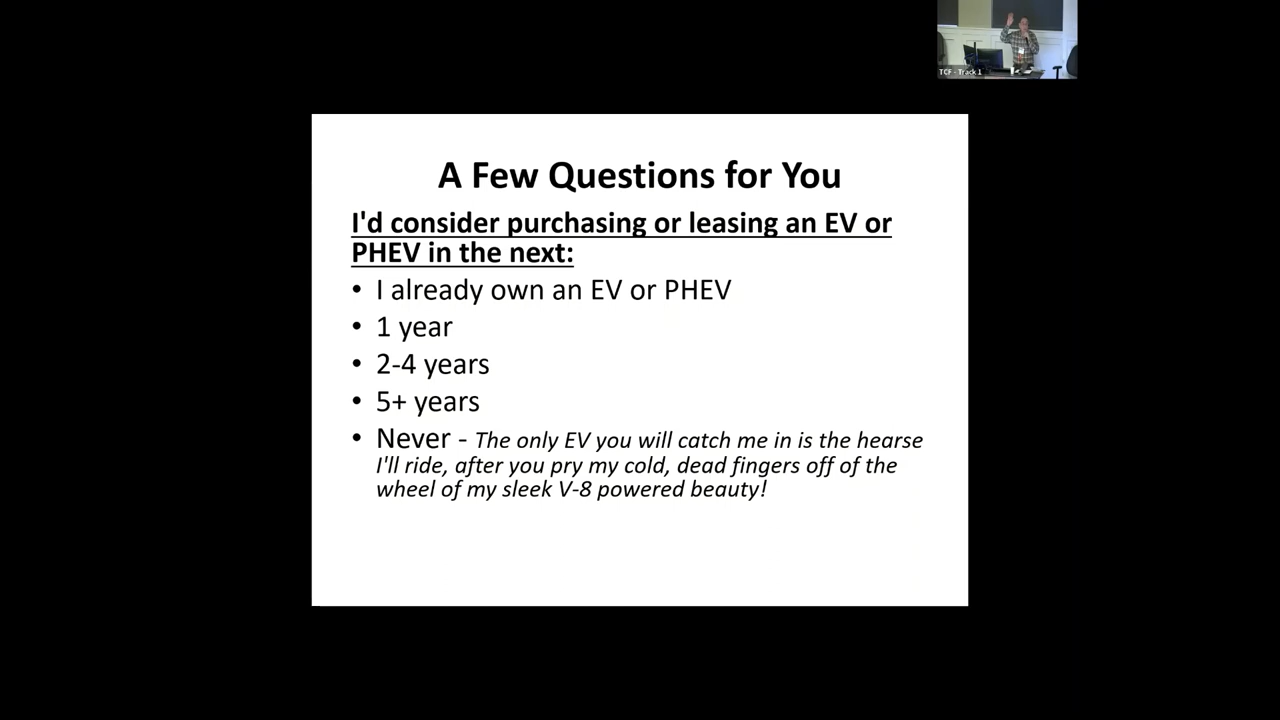 TCF - Track 1
A Few Questions for You
I'd consider purchasing or leasing an EV or
PHEV in the next:
• I already own an EV or PHEV
• 1 year
• 2-4 years
• 5+ years
• Never - The only EV you will catch me in is the hearse
I'll ride, after you pry my cold, dead fingers off of the
wheel of my sleek V-8 powered beauty!